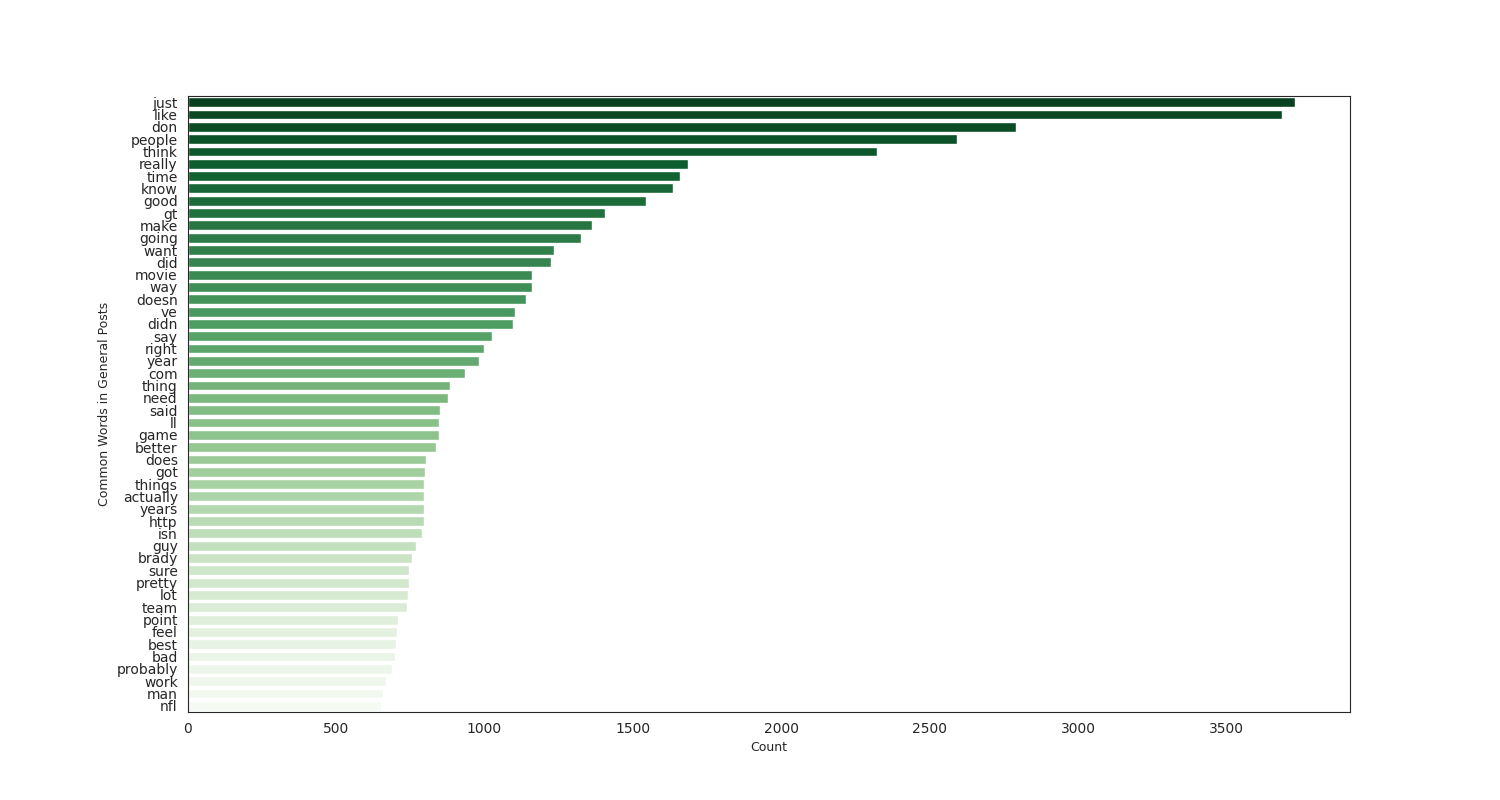 just
like
don
people
think
really
time
know
good
gt
make
going
want
did
movie
way
doesn
ve
didn
say
right
year
com
thing
need
said
ll
game
better
does
got
things
actually
years
http
isn
guy
brady
sure
pretty
lot
team
point
feel
best
bad
probably
work
man
nfl
Common Words in General Posts
0 500 1000 1500 2000 2500 3000 3500
Count